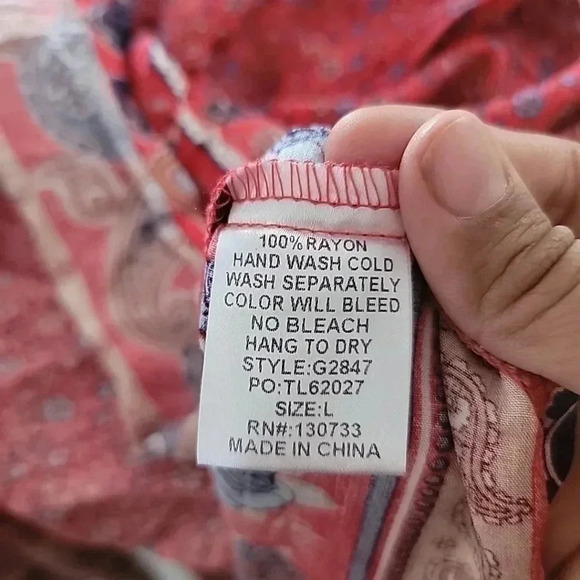 100% RAYON
HAND WASH COLD
WASH SEPARATELY
COLOR WILL BLEED
NO BLEACH
HANG TO DRY
STYLE:G2847
PO:TL62027
SIZE:L
RN#:130733
MADE IN CHINA